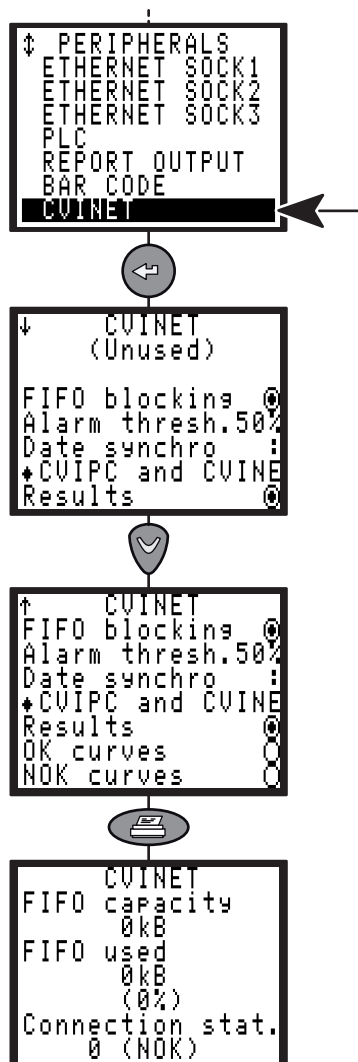 ↕ PERIPHERALS
ETHERNET SOCK1
ETHERNET SOCK2
ETHERNET SOCK3
PLC
REPORT OUTPUT
BAR CODE
CVINET
↓ CVINET
(Unused)
FIFO blocking
Alarm thresh.50%
Date synchro :
♦CVIPC and CVINE
Results
↑ CVINET
FIFO blocking
Alarm thresh.50%
Date synchro :
♦CVIPC and CVINE
Results
OK curves
NOK curves
CVINET
FIFO capacity
0kB
FIFO used
0kB
(0%)
Connection stat.
0 (NOK)